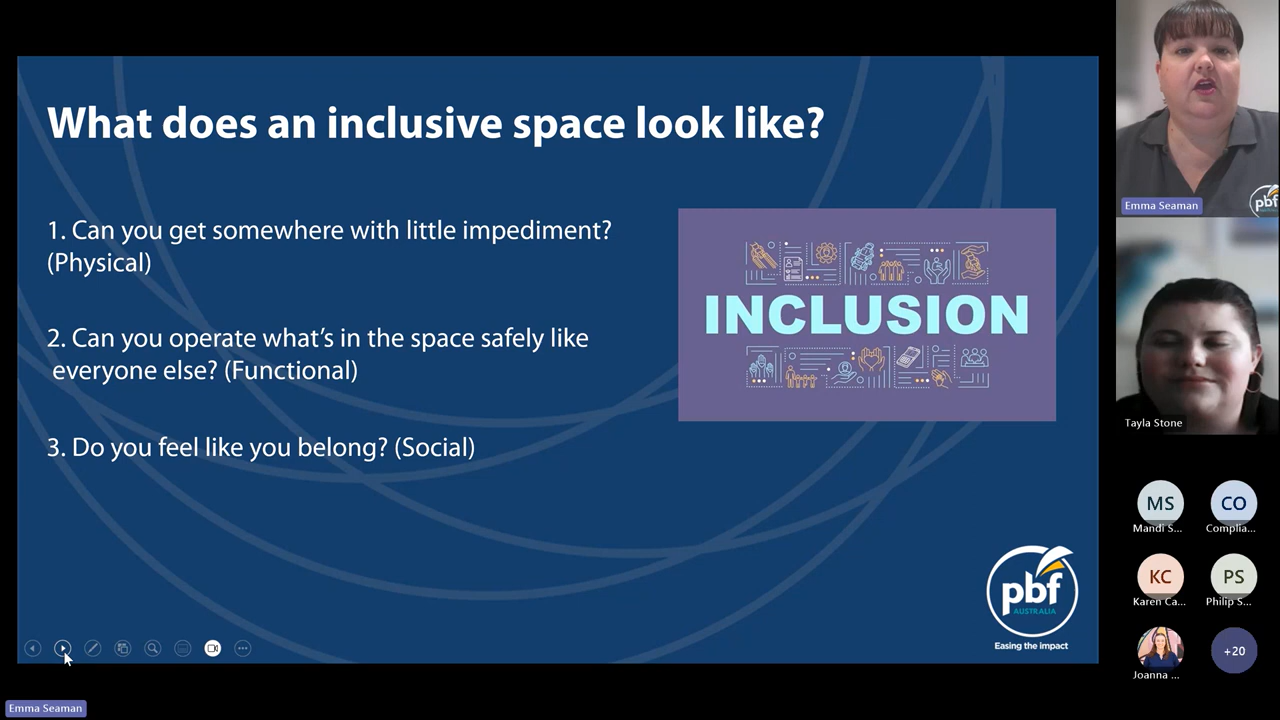 What does an inclusive space look like?
1. Can you get somewhere with little impediment?
(Physical)
2. Can you operate what's in the space safely like
everyone else? (Functional)
3. Do you feel like you belong? (Social)
INCLUSION
pbf
AUSTRALIA
Easing the impact
Emma Seaman
pbf
Emma Seaman
Tayla Stone
MS
Mandi S...
CO
Complia...
KC
Karen Ca...
PS
Philip S...
Joanna ...
+20